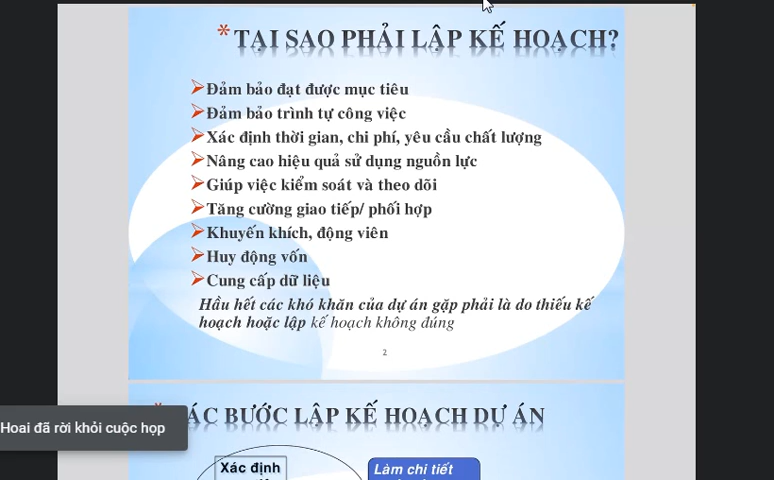 * TẠI SAO PHẢI LẬP KẾ HOẠCH?
Đảm bảo đạt được mục tiêu
Đảm bảo trình tự công việc
Xác định thời gian, chi phí, yêu cầu chất lượng
Nâng cao hiệu quả sử dụng nguồn lực
Giúp việc kiểm soát và theo dõi
Tăng cường giao tiếp/ phối hợp
Khuyến khích, động viên
Huy động vốn
Cung cấp dữ liệu
Hầu hết các khó khăn của dự án gặp phải là do thiếu kế
hoạch hoặc lập kế hoạch không đúng
2
ÁC BƯỚC LẬP KẾ HOẠCH DỰ ÁN
Hoai đã rời khỏi cuộc họp
Xác định
Làm chi tiết